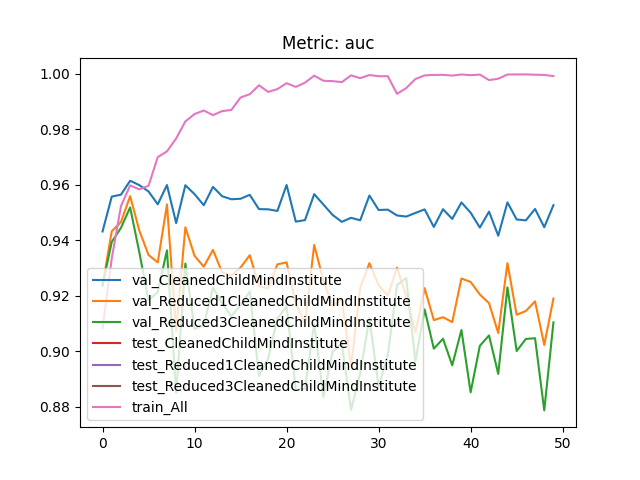 Metric: auc
1.00
0.98
0.96
0.94
0.92
0.90
0.88
val_CleanedChildMindInstitute
val_Reduced1CleanedChildMindInstitute
val_Reduced3CleanedChildMindInstitute
test_CleanedChildMindInstitute
test_Reduced1CleanedChildMindInstitute
test_Reduced3CleanedChildMindInstitute
train_All
0 10 20 30 40 50